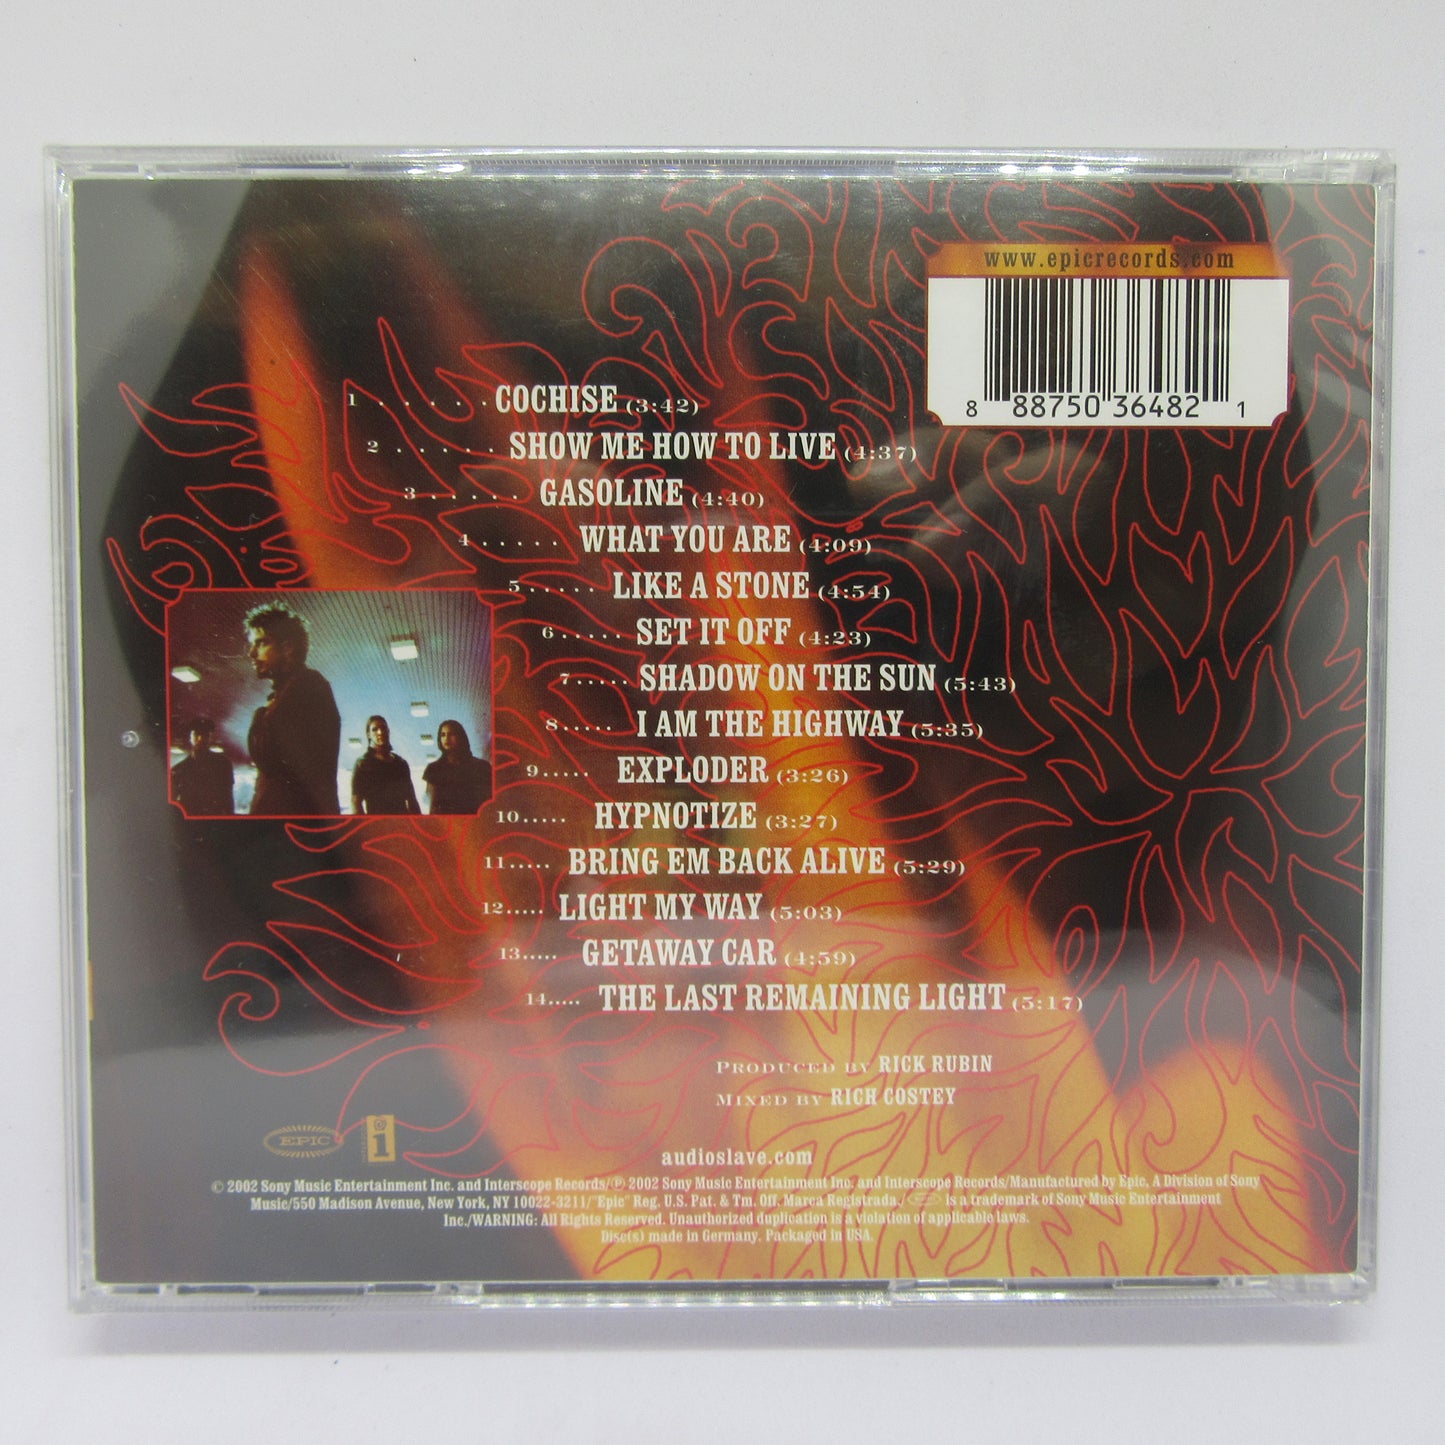 www.epicrecords.com
8 88750 36482 1
1 . . . . . . COCHISE (3:42)
2 . . . . . . SHOW ME HOW TO LIVE (4:37)
3 . . . . . . GASOLINE (4:40)
4 . . . . . WHAT YOU ARE (4:09)
5 . . . . . LIKE A STONE (4:54)
6 . . . . . SET IT OFF (4:23)
7 . . . . . SHADOW ON THE SUN (5:43)
8 . . . . . I AM THE HIGHWAY (5:35)
9 . . . . . EXPLODER (3:26)
10 . . . . . HYPNOTIZE (3:27)
11 . . . . . BRING EM BACK ALIVE (5:29)
12 . . . . . LIGHT MY WAY (5:03)
13 . . . . . GETAWAY CAR (4:59)
14 . . . . . THE LAST REMAINING LIGHT (5:17)
PRODUCED BY RICK RUBIN
MIXED BY RICH COSTEY
EPIC i
audioslave.com
© 2002 Sony Music Entertainment Inc. and Interscope Records/℗ 2002 Sony Music Entertainment Inc. and Interscope Records/Manufactured by Epic, A Division of Sony
Music/550 Madison Avenue, New York, NY 10022-3211/"Epic" Reg. U.S. Pat. & Tm. Off. Marca Registrada./ is a trademark of Sony Music Entertainment
Inc./WARNING: All Rights Reserved. Unauthorized duplication is a violation of applicable laws.
Disc(s) made in Germany. Packaged in USA.